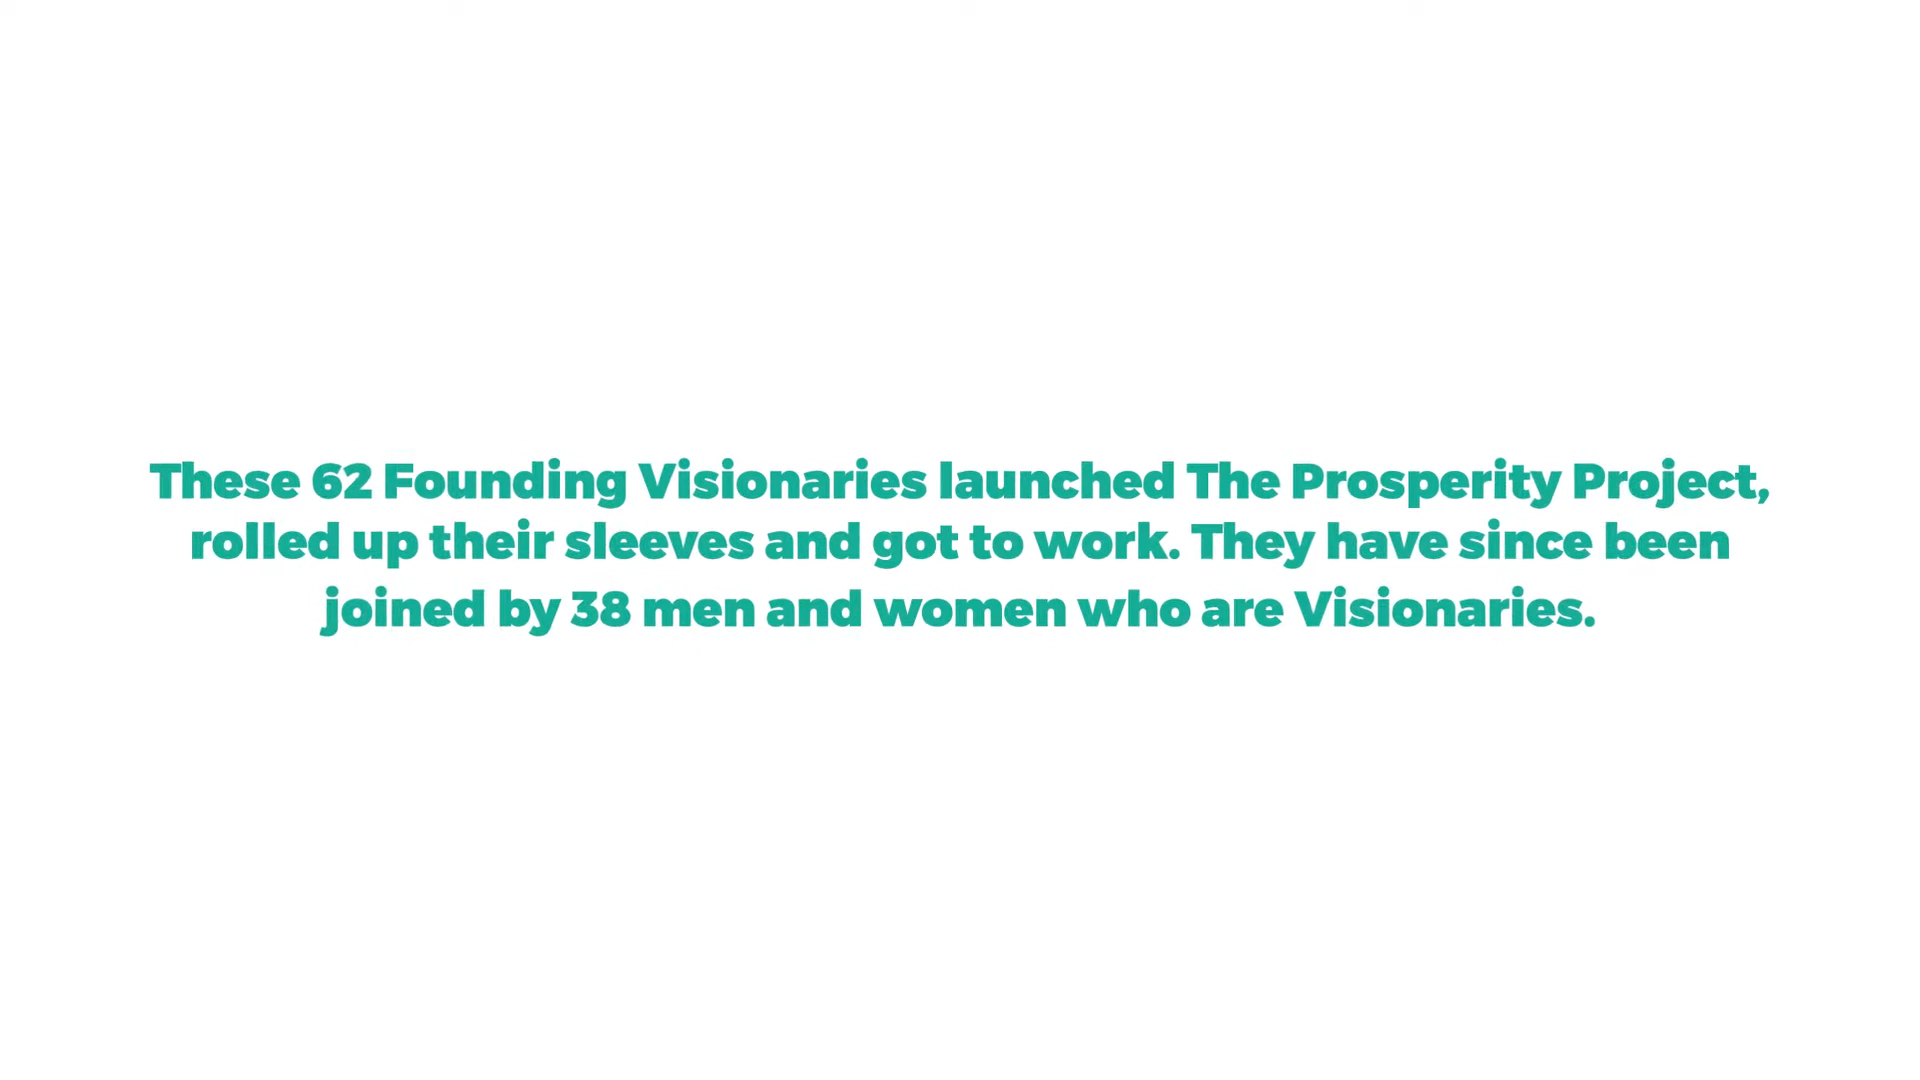 These 62 Founding Visionaries launched The Prosperity Project,
rolled up their sleeves and got to work. They have since been
joined by 38 men and women who are Visionaries.